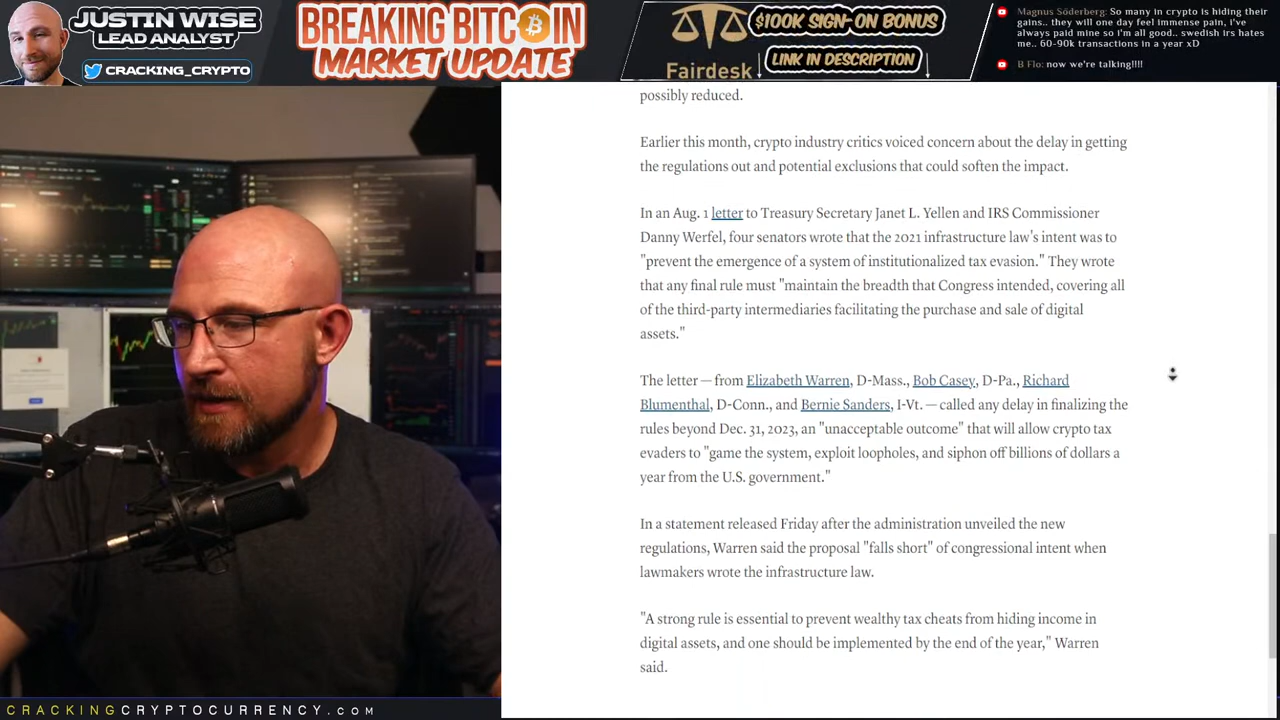 JUSTIN WISE
LEAD ANALYST
CRACKING_CRYPTO
BREAKING BITCOIN
MARKET UPDATE
Fairdesk
$100K SIGN-ON BONUS
LINK IN DESCRIPTION
Magnus Söderberg: So many in crypto is hiding their
gains.. they will one day feel immense pain, i've
always paid mine so i'm all good.. swedish irs hates
me.. 60-90k transactions in a year xD
B Flo: now we're talking!!!!
possibly reduced.
Earlier this month, crypto industry critics voiced concern about the delay in getting
the regulations out and potential exclusions that could soften the impact.
In an Aug. 1 letter to Treasury Secretary Janet L. Yellen and IRS Commissioner
Danny Werfel, four senators wrote that the 2021 infrastructure law's intent was to
"prevent the emergence of a system of institutionalized tax evasion." They wrote
that any final rule must "maintain the breadth that Congress intended, covering all
of the third-party intermediaries facilitating the purchase and sale of digital
assets."
The letter — from Elizabeth Warren, D-Mass., Bob Casey, D-Pa., Richard
Blumenthal, D-Conn., and Bernie Sanders, I-Vt. — called any delay in finalizing the
rules beyond Dec. 31, 2023, an "unacceptable outcome" that will allow crypto tax
evaders to "game the system, exploit loopholes, and siphon off billions of dollars a
year from the U.S. government."
In a statement released Friday after the administration unveiled the new
regulations, Warren said the proposal "falls short" of congressional intent when
lawmakers wrote the infrastructure law.
"A strong rule is essential to prevent wealthy tax cheats from hiding income in
digital assets, and one should be implemented by the end of the year," Warren
said.
CRACKINGCRYPTOCURRENCY.COM